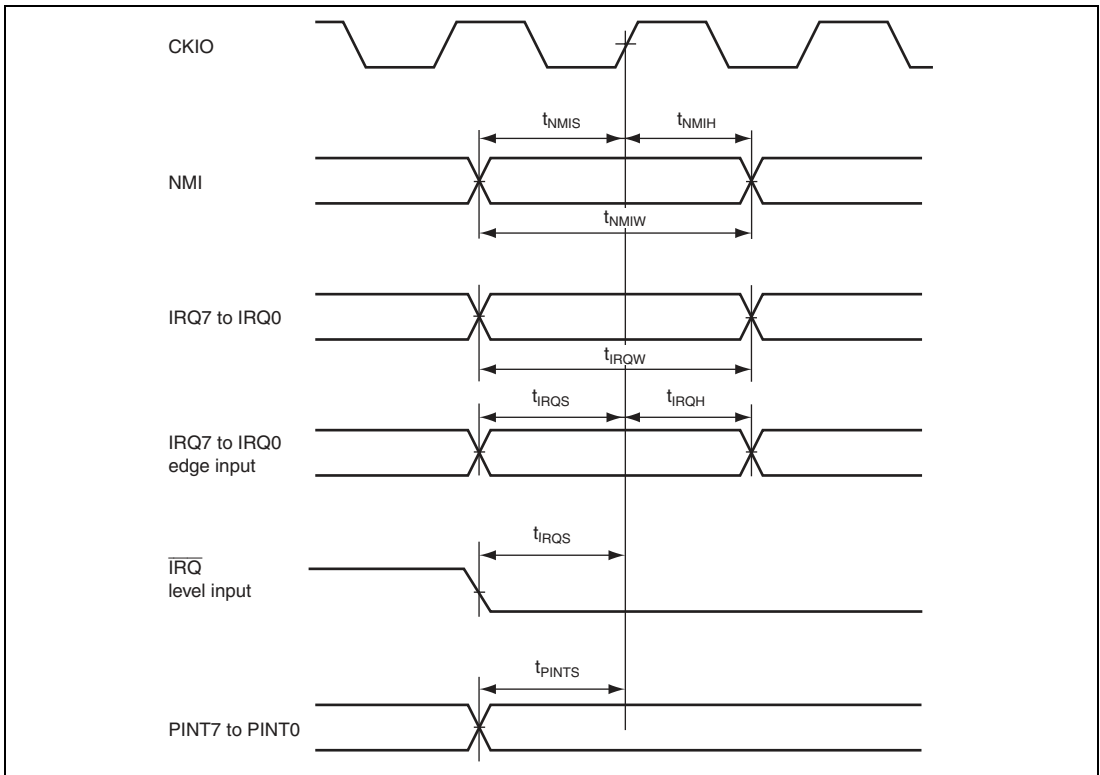 CKIO
tNMIS
tNMIH
NMI
tNMIW
IRQ7 to IRQ0
tIRQW
tIRQS
tIRQH
IRQ7 to IRQ0
edge input
tIRQS
IRQ
level input
tPINTS
PINT7 to PINT0